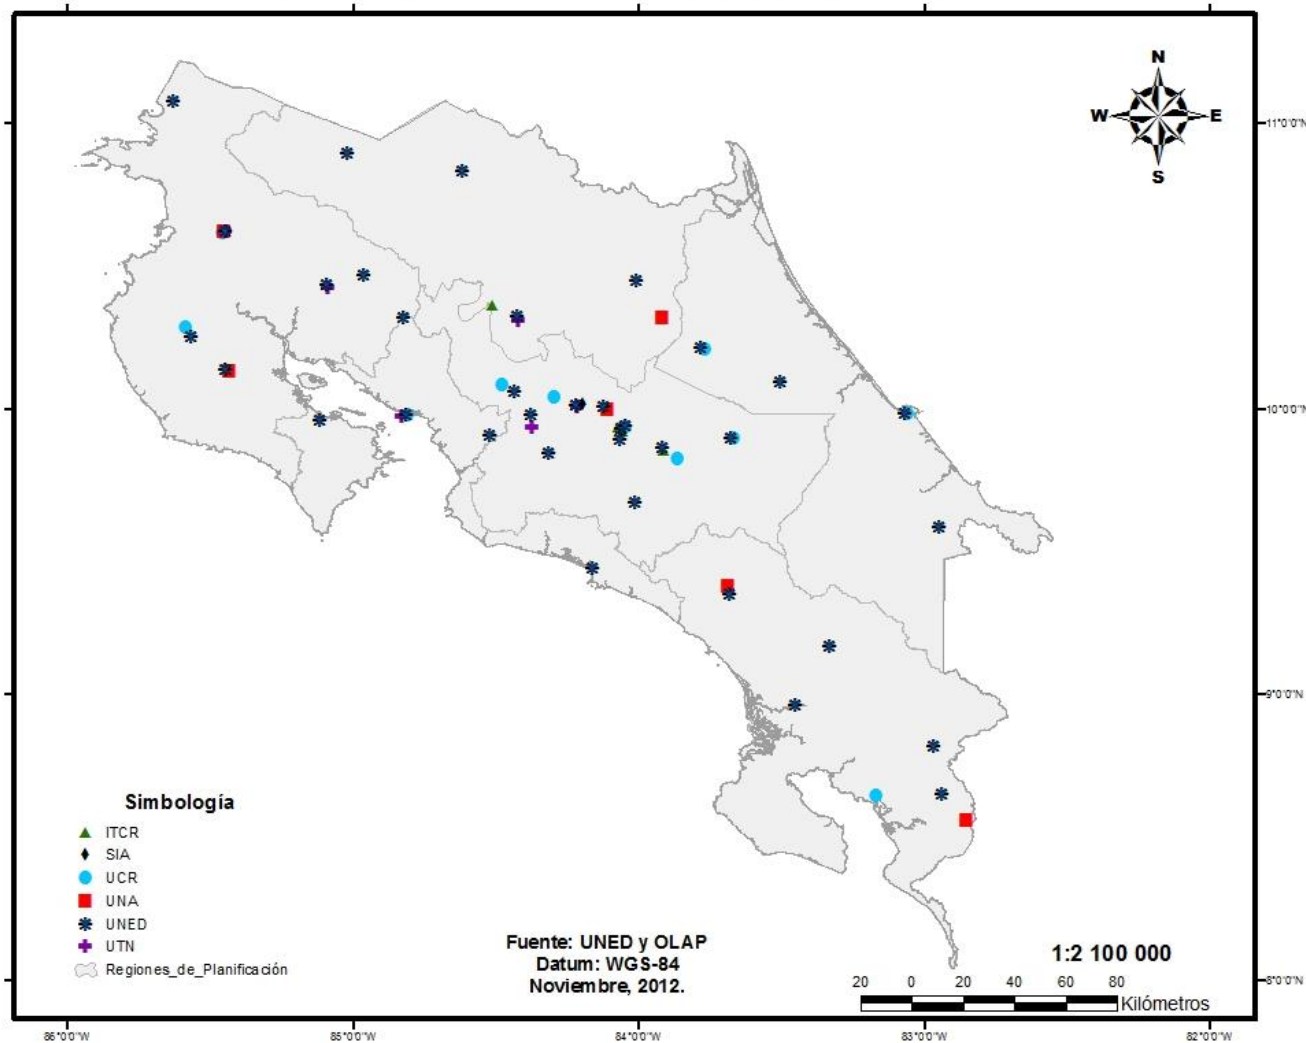 N
W E
S
11°0'0"N
10°0'0"N
9°0'0"N
8°0'0"N
Simbología
ITCR
SIA
UCR
UNA
UNED
UTN
Regiones_de_Planificación
Fuente: UNED y OLAP
Datum: WGS-84
Noviembre, 2012.
1:2 100 000
20 0 20 40 60 80
Kilómetros
86°0'0"W 85°0'0"W 84°0'0"W 83°0'0"W 82°0'0"W